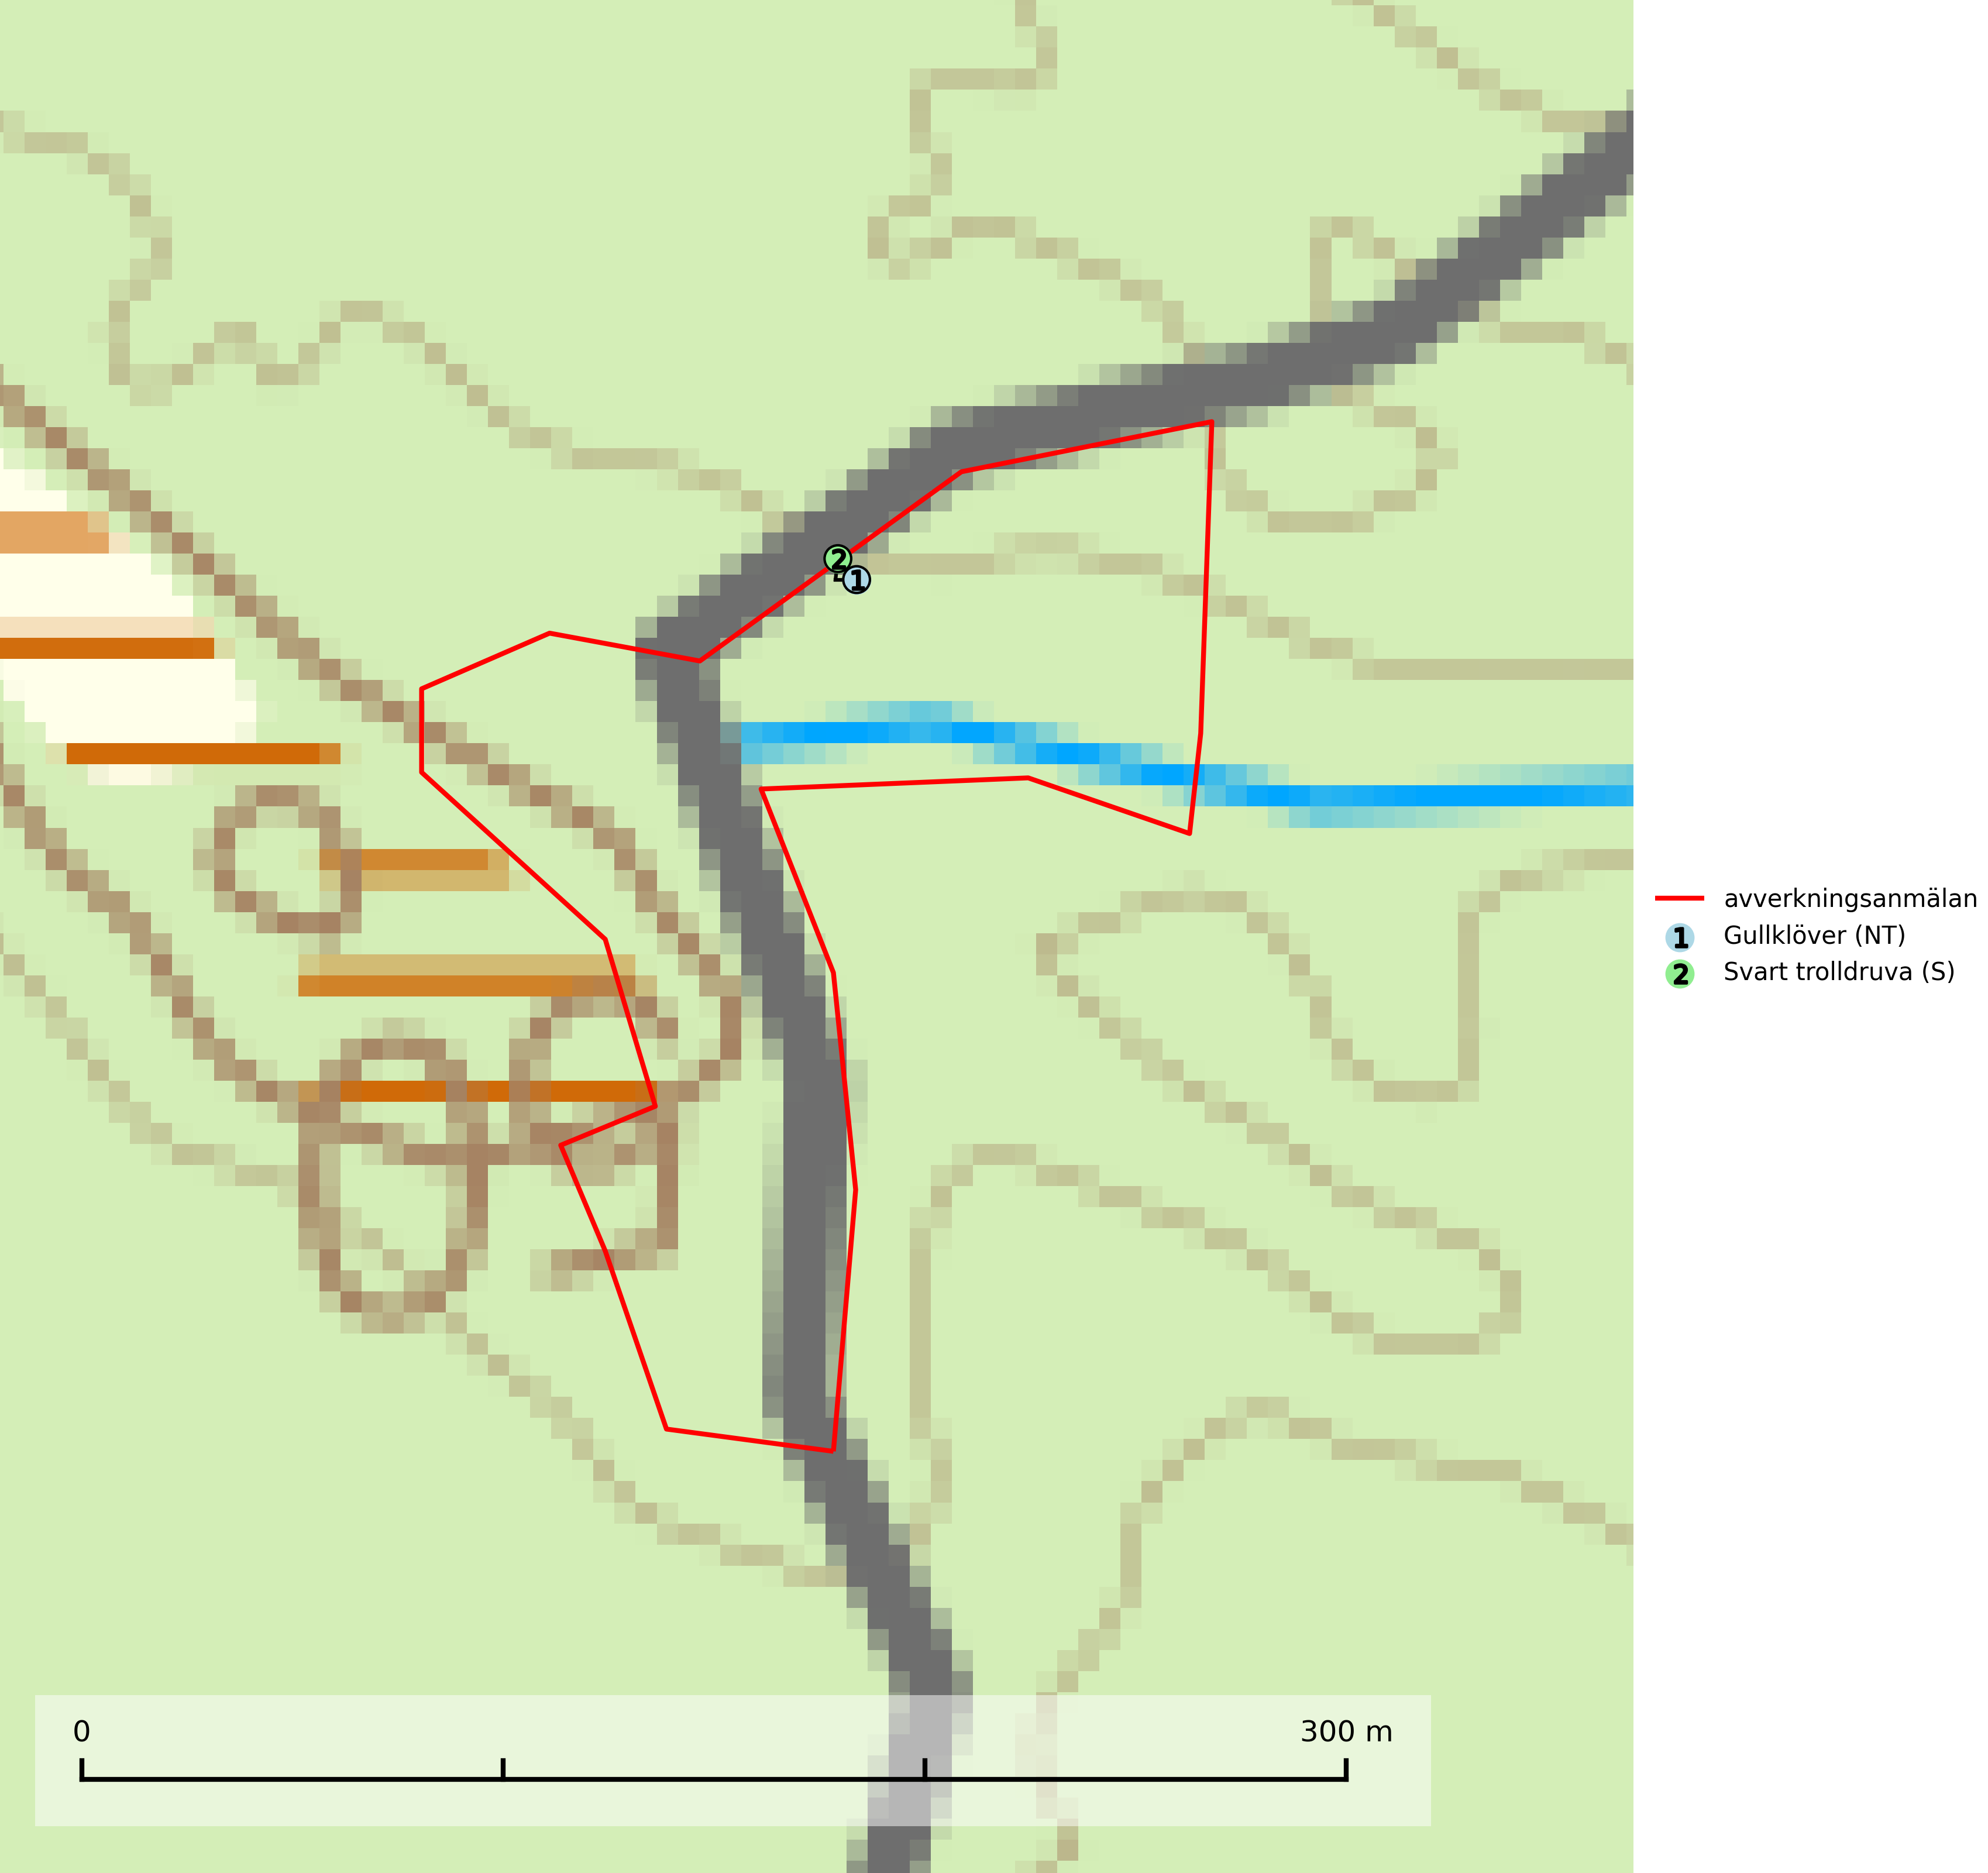 2
1
avverkningsanmälan
1 Gullklöver (NT)
2 Svart trolldruva (S)
0 300 m